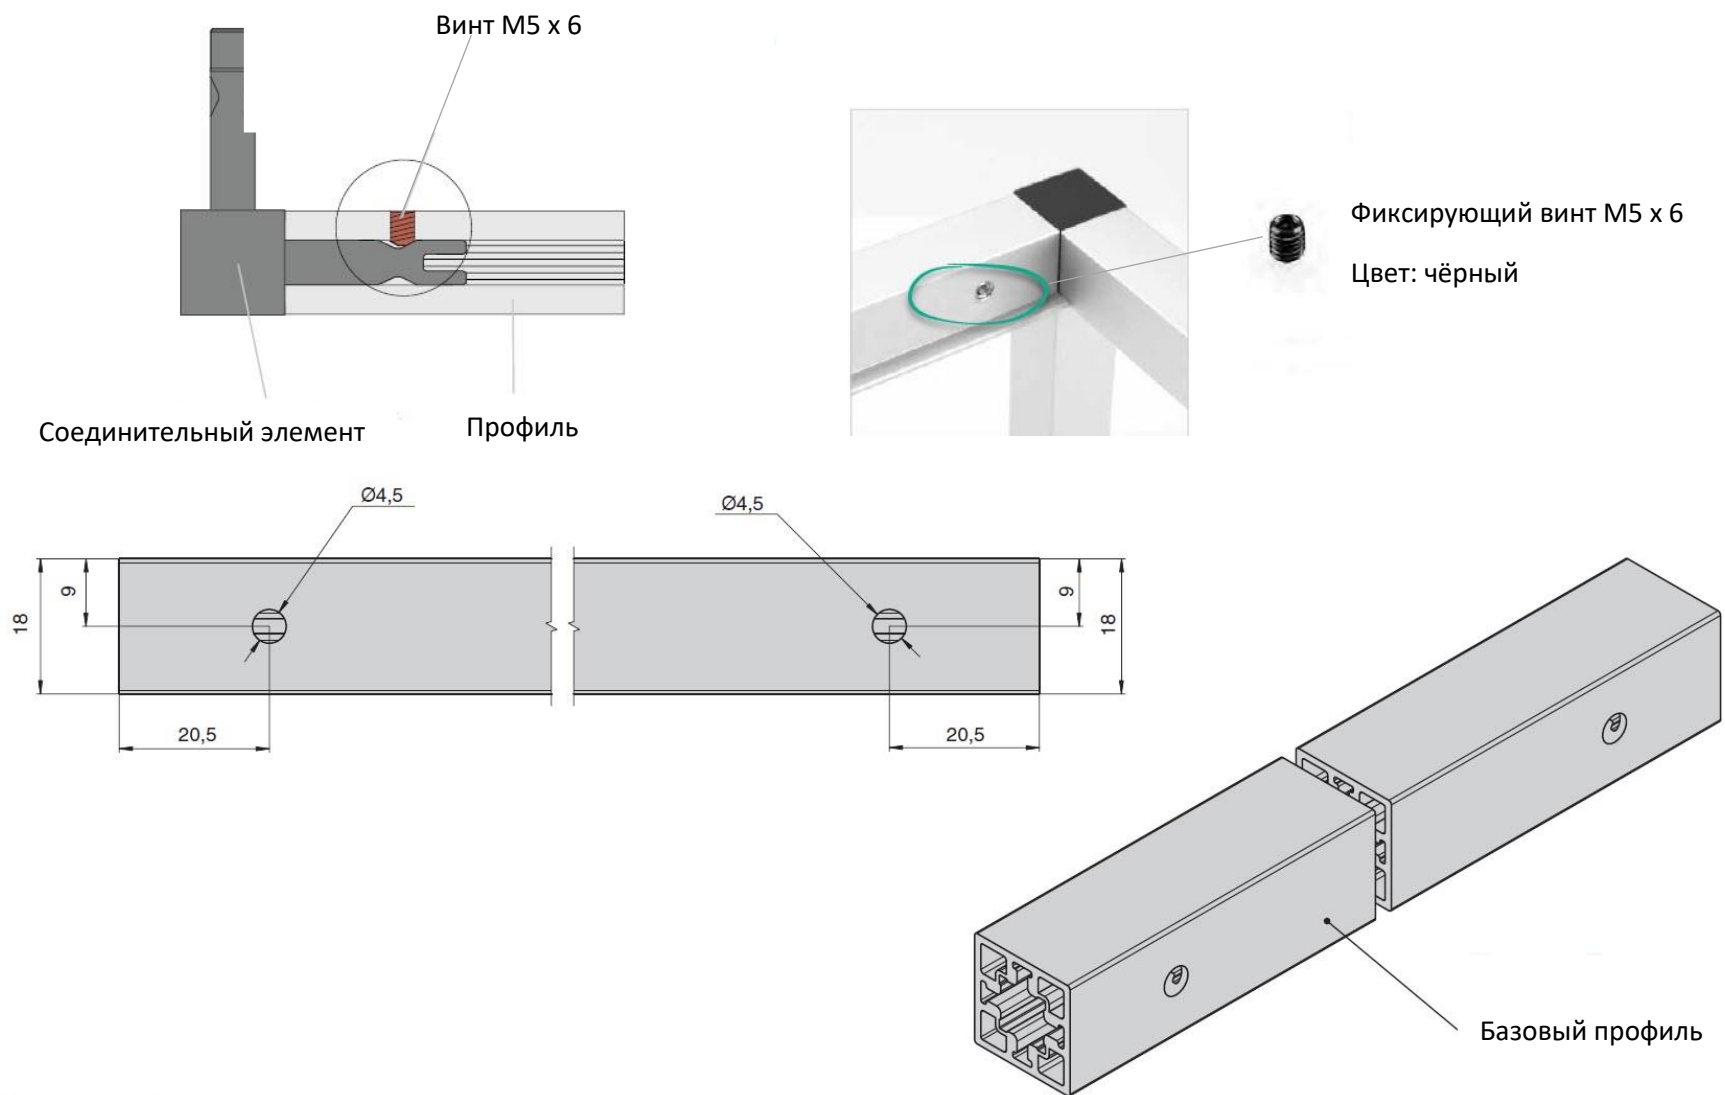 Винт М5 х 6
Фиксирующий винт М5 х 6
Цвет: чёрный
Соединительный элемент
Профиль
Ø4,5
Ø4,5
18
9
9
18
20,5
20,5
Базовый профиль